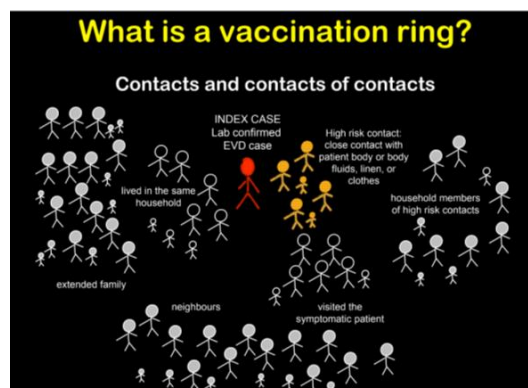 What is a vaccination ring?
Contacts and contacts of contacts
INDEX CASE
Lab confirmed
EVD case
High risk contact:
close contact with
patient body or body
fluids, linen, or
clothes
lived in the same
household
household members
of high risk contacts
extended family
neighbours
visited the
symptomatic patient